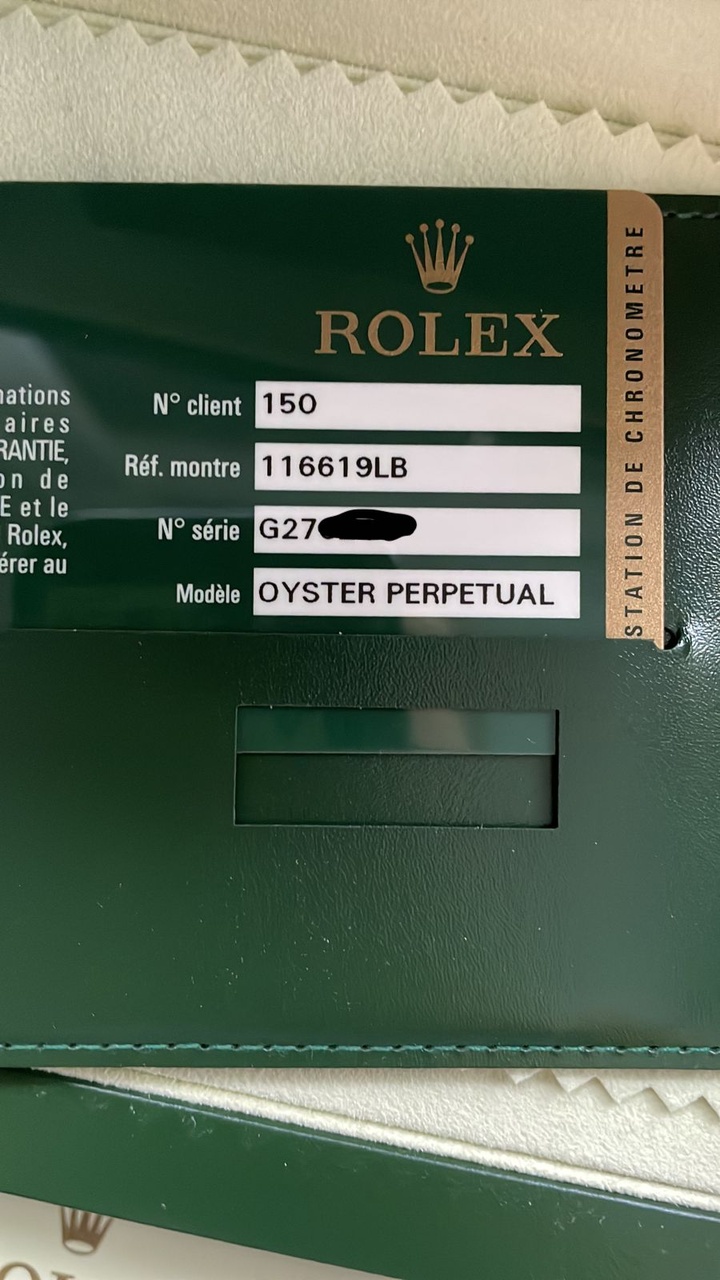 ROLEX
N° client 150
Réf. montre 116619LB
N° série G27
Modèle OYSTER PERPETUAL
aires
RANTIE,
on de
E et le
Rolex,
érer au
STATION DE CHRONOMETRE